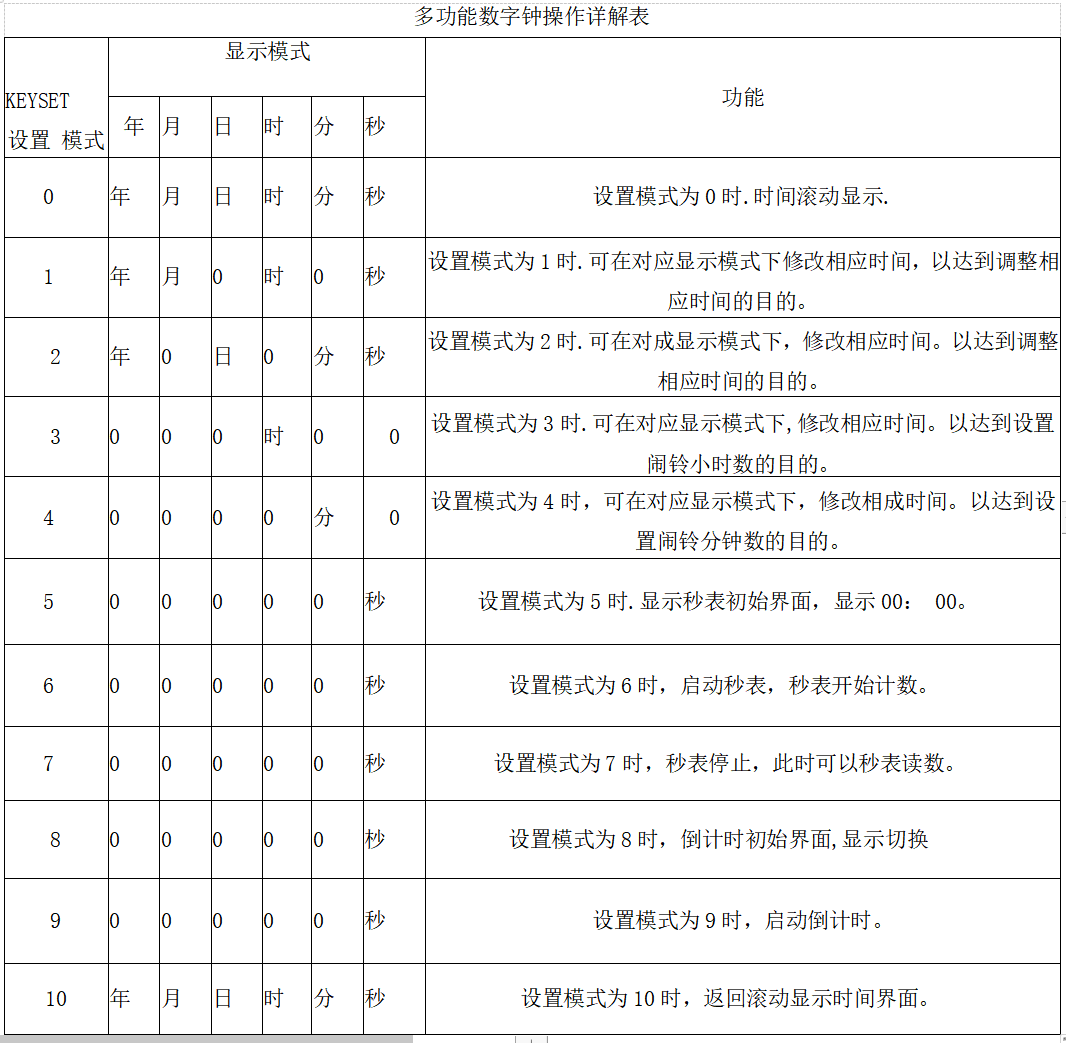 多功能数字钟操作详解表
显示模式
KEYSET
设置 模式
功能
年 月 日 时 分 秒
0 年 月 日 时 分 秒 设置模式为0时.时间滚动显示.
1 年 月 0 时 0 秒 设置模式为1时.可在对应显示模式下修改相应时间，以达到调整相
应时间的目的。
2 年 0 日 0 分 秒 设置模式为2时.可在对成显示模式下，修改相应时间。以达到调整
相应时间的目的。
3 0 0 0 时 0 0 设置模式为3时.可在对应显示模式下,修改相应时间。以达到设置
闹铃小时数的目的。
4 0 0 0 0 分 0 设置模式为4时，可在对应显示模式下，修改相成时间。以达到设
置闹铃分钟数的目的。
5 0 0 0 0 0 秒 设置模式为5时.显示秒表初始界面，显示00： 00。
6 0 0 0 0 0 秒 设置模式为6时，启动秒表，秒表开始计数。
7 0 0 0 0 0 秒 设置模式为7时，秒表停止，此时可以秒表读数。
8 0 0 0 0 0 秒 设置模式为8时，倒计时初始界面,显示切换
9 0 0 0 0 0 秒 设置模式为9时，启动倒计时。
10 年 月 日 时 分 秒 设置模式为10时，返回滚动显示时间界面。